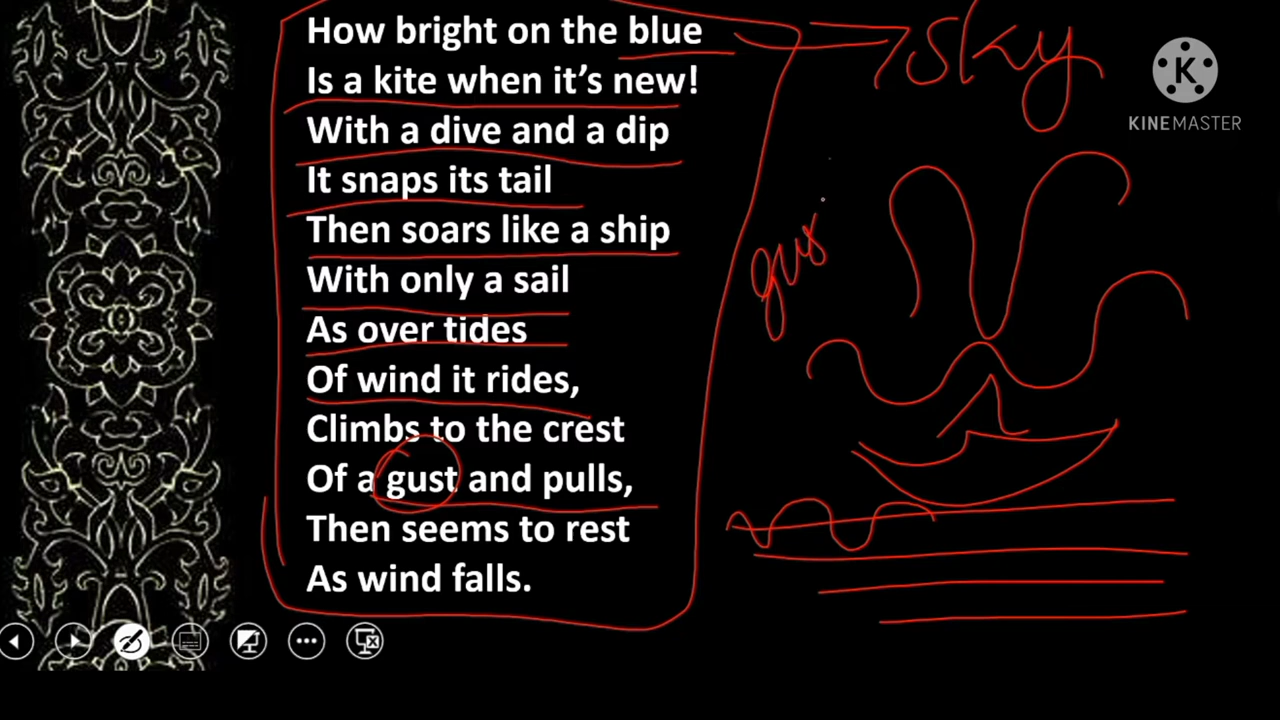 How bright on the blue
Is a kite when it's new!
With a dive and a dip
It snaps its tail
Then soars like a ship
With only a sail
As over tides
Of wind it rides,
Climbs to the crest
Of a gust and pulls,
Then seems to rest
As wind falls.
sky
gus
K
KINEMASTER